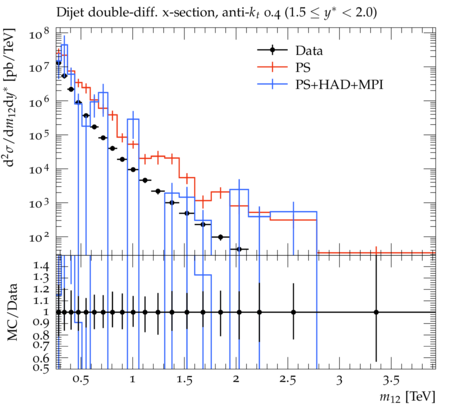 Dijet double-diff. x-section, anti-kₜ 0.4 (1.5 ≤ y* < 2.0)
d²σ/dm₁₂dy* [pb/TeV]
10⁸
10⁷
10⁶
10⁵
10⁴
10³
10²
Data
PS
PS+HAD+MPI
MC/Data
1.4
1.3
1.2
1.1
1
0.9
0.8
0.7
0.6
0.5
0.5 1 1.5 2 2.5 3 3.5
m₁₂ [TeV]